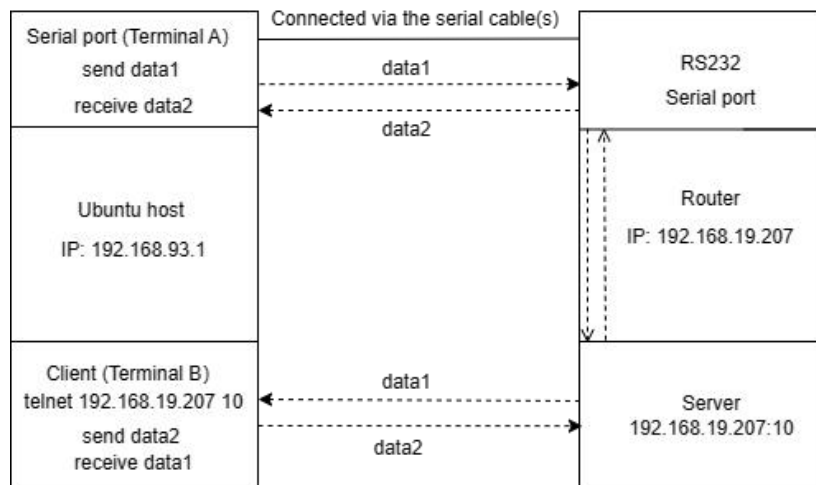 Connected via the serial cable(s)
Serial port (Terminal A)
send data1
receive data2
data1
data2
RS232
Serial port
Ubuntu host
IP: 192.168.93.1
Router
IP: 192.168.19.207
Client (Terminal B)
telnet 192.168.19.207 10
send data2
receive data1
data1
data2
Server
192.168.19.207:10